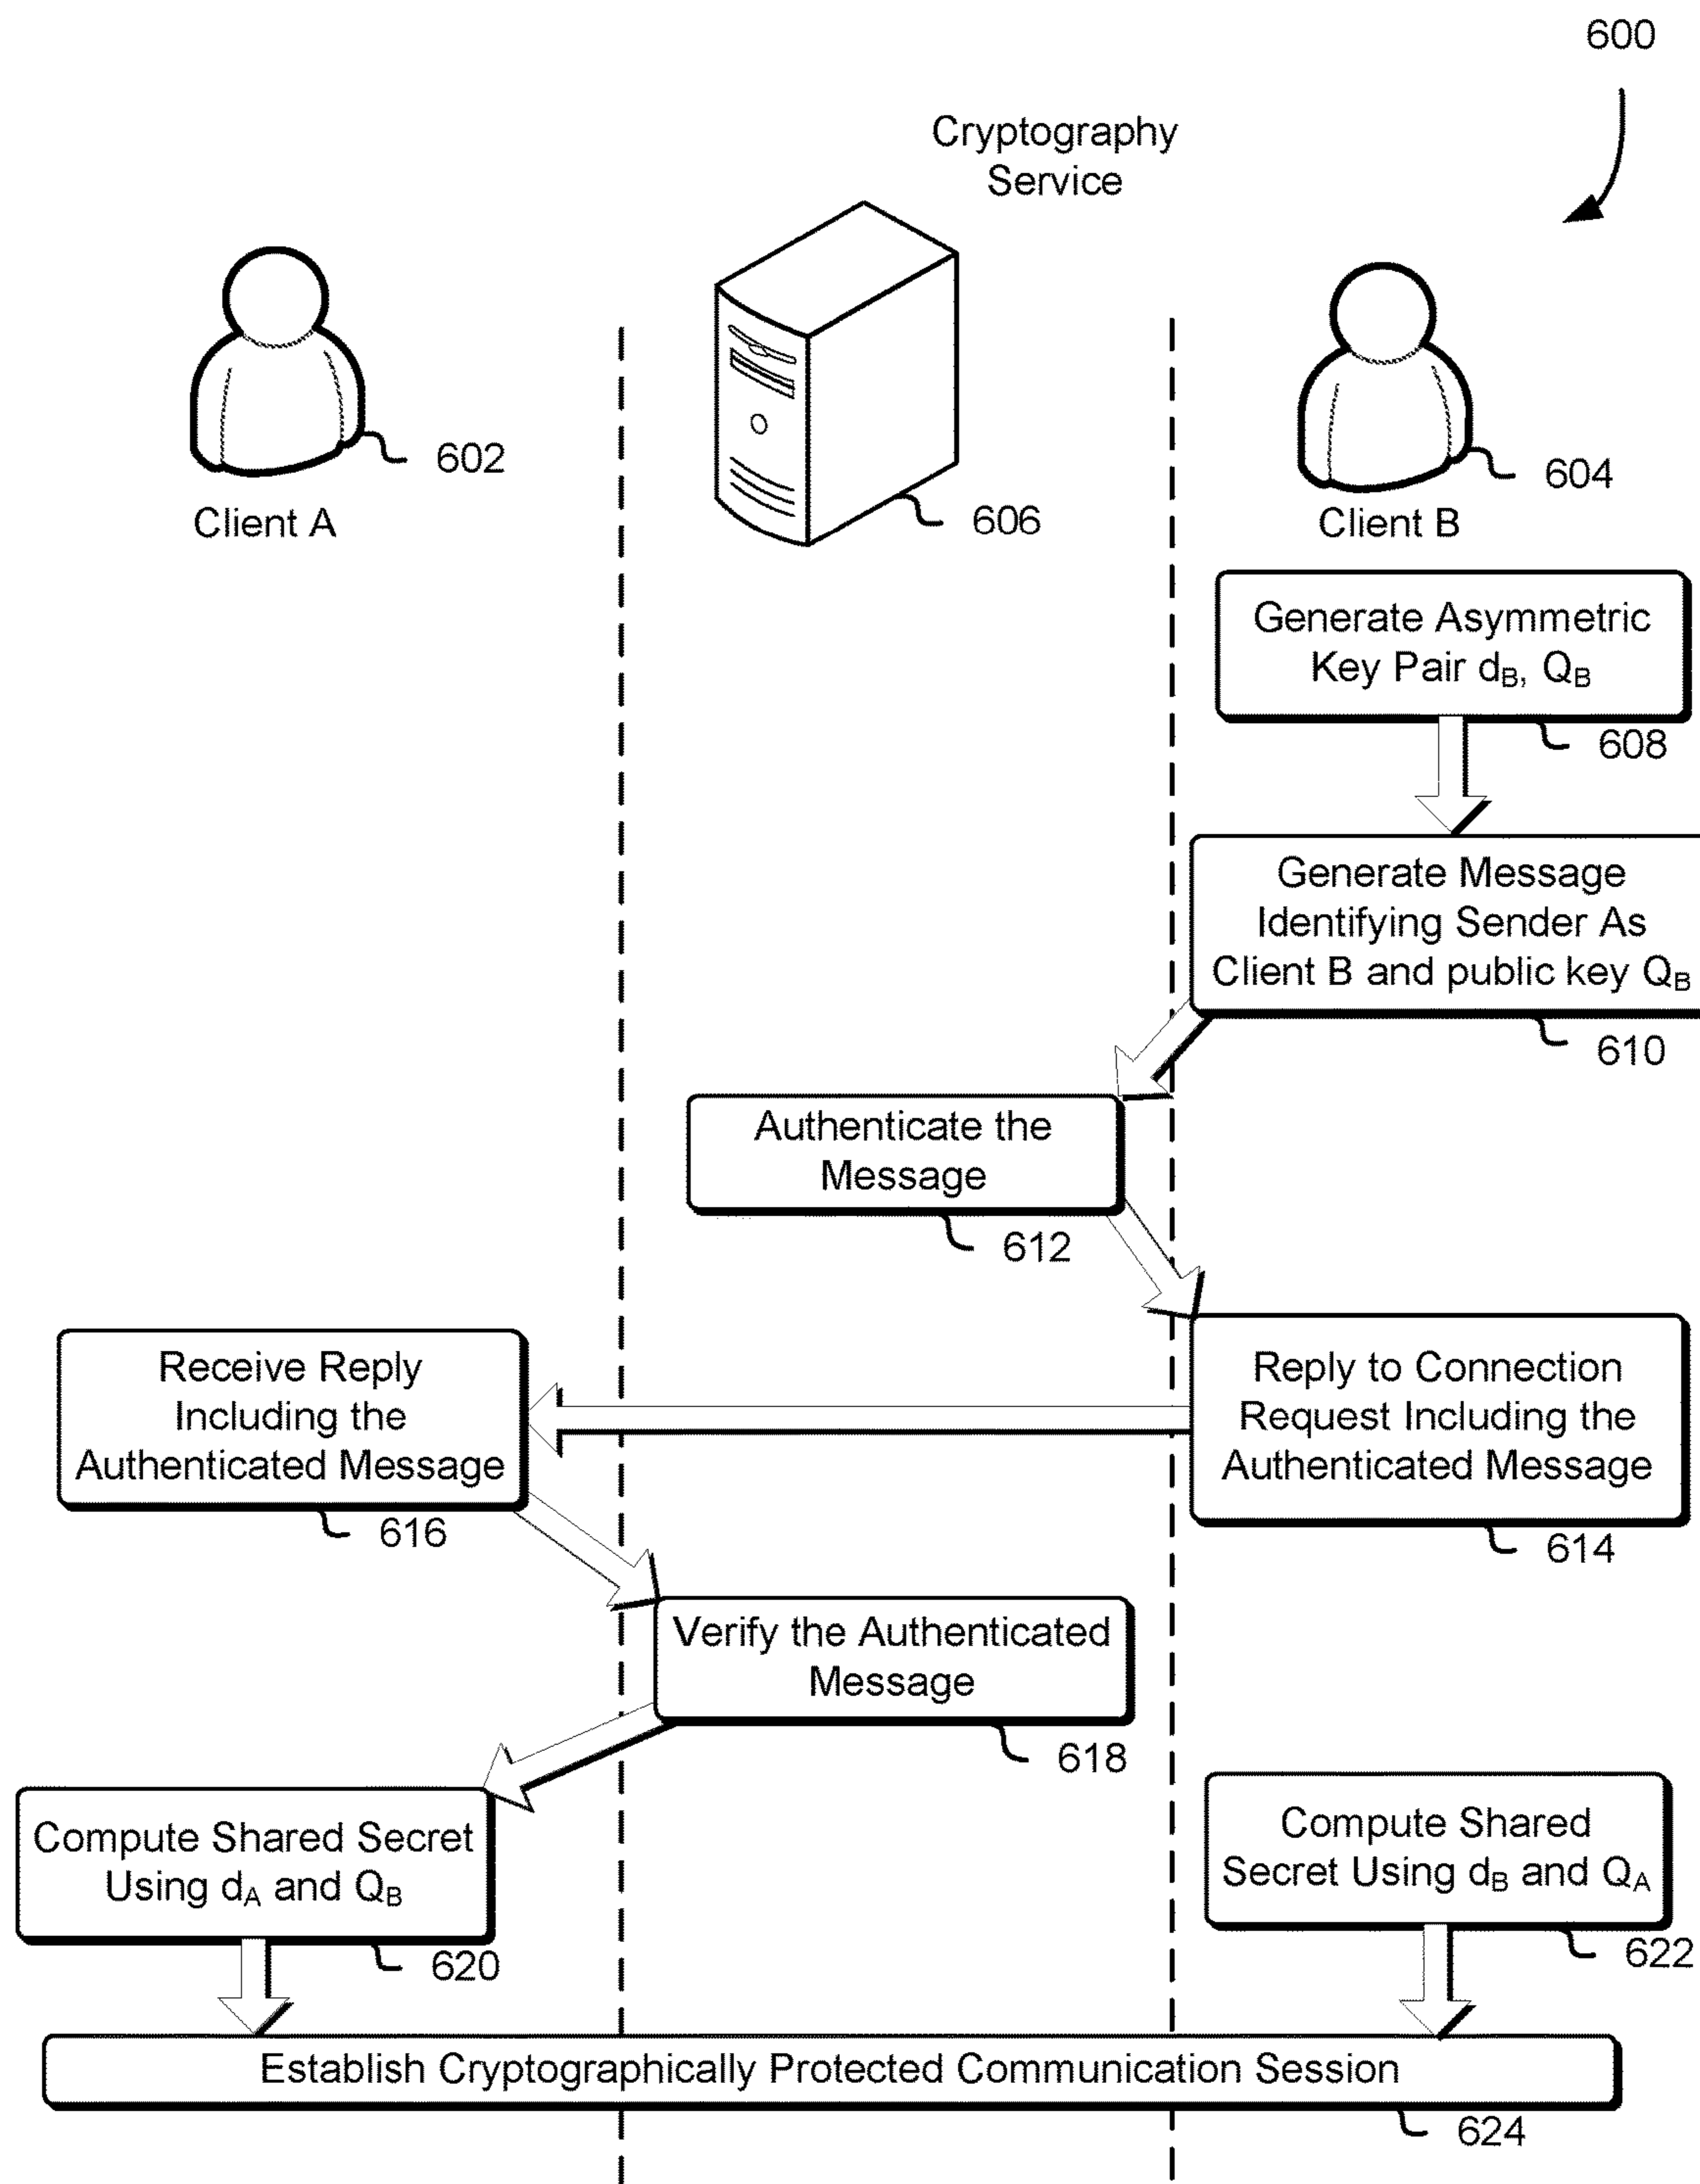 600
Cryptography
Service
602
Client A
606
604
Client B
Generate Asymmetric
Key Pair dB, QB
608
Generate Message
Identifying Sender As
Client B and public key QB
610
Authenticate the
Message
612
Receive Reply
Including the
Authenticated Message
616
Reply to Connection
Request Including the
Authenticated Message
614
Verify the Authenticated
Message
618
Compute Shared Secret
Using dA and QB
620
Compute Shared
Secret Using dB and QA
622
Establish Cryptographically Protected Communication Session
624